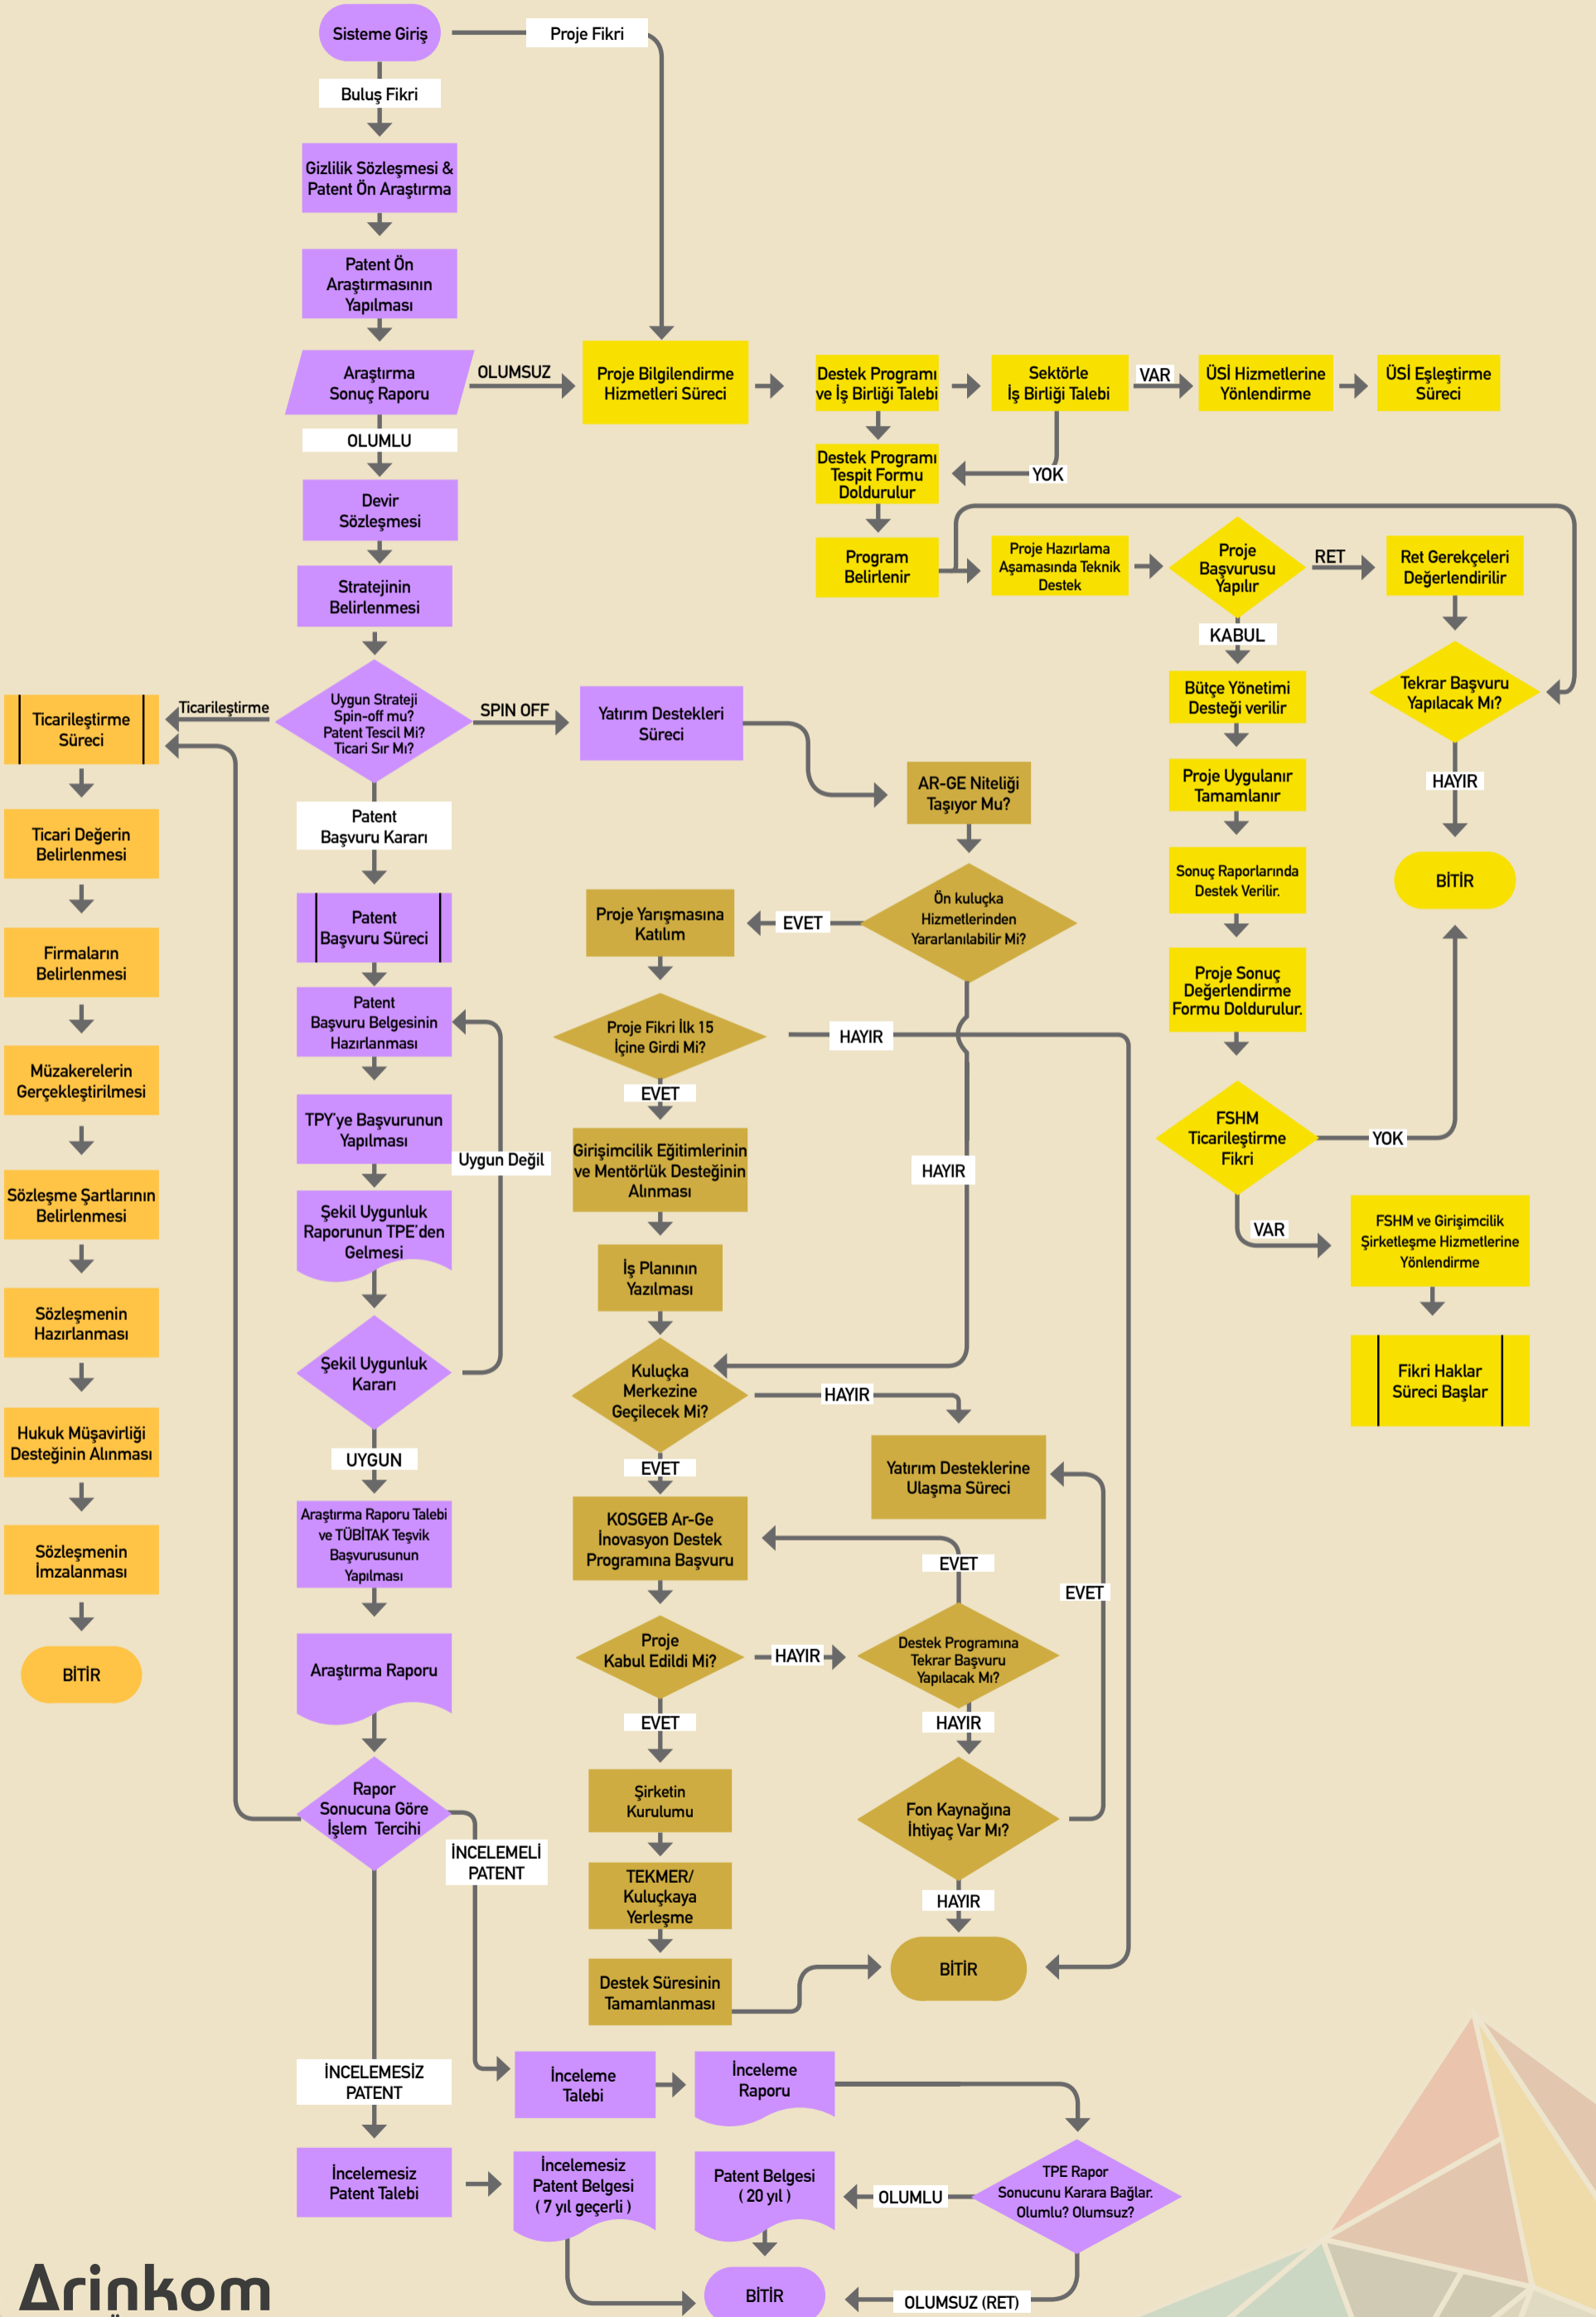 Sisteme Giriş
Proje Fikri
Buluş Fikri
Gizlilik Sözleşmesi &
Patent Ön Araştırma
Patent Ön
Araştırmasının
Yapılması
Araştırma
Sonuç Raporu
OLUMSUZ
OLUMLU
Devir
Sözleşmesi
Stratejinin
Belirlenmesi
Uygun Strateji
Spin-off mu?
Patent Tescil Mi?
Ticari Sır Mı?
Ticarileştirme
SPIN OFF
Patent
Başvuru Kararı
Patent
Başvuru Süreci
Patent
Başvuru Belgesinin
Hazırlanması
TPY'ye Başvurunun
Yapılması
Uygun Değil
Şekil Uygunluk
Raporunun TPE'den
Gelmesi
Şekil Uygunluk
Kararı
UYGUN
Araştırma Raporu Talebi
ve TÜBİTAK Teşvik
Başvurusunun
Yapılması
Araştırma Raporu
Rapor
Sonucuna Göre
İşlem Tercihi
İNCELEMELİ
PATENT
İNCELEMESİZ
PATENT
İncelemesiz
Patent Talebi
İncelemesiz
Patent Belgesi
( 7 yıl geçerli )
İnceleme
Talebi
İnceleme
Raporu
TPE Rapor
Sonucunu Karara Bağlar.
Olumlu? Olumsuz?
OLUMLU
Patent Belgesi
( 20 yıl )
OLUMSUZ (RET)
BİTİR
Ticarileştirme
Süreci
Ticari Değerin
Belirlenmesi
Firmaların
Belirlenmesi
Müzakerelerin
Gerçekleştirilmesi
Sözleşme Şartlarının
Belirlenmesi
Sözleşmenin
Hazırlanması
Hukuk Müşavirliği
Desteğinin Alınması
Sözleşmenin
İmzalanması
BİTİR
Yatırım Destekleri
Süreci
AR-GE Niteliği
Taşıyor Mu?
Ön kuluçka
Hizmetlerinden
Yararlanılabilir Mi?
EVET
Proje Yarışmasına
Katılım
Proje Fikri İlk 15
İçine Girdi Mi?
HAYIR
EVET
Girişimcilik Eğitimlerinin
ve Mentörlük Desteğinin
Alınması
HAYIR
İş Planının
Yazılması
Kuluçka
Merkezine
Geçilecek Mi?
HAYIR
EVET
Yatırım Desteklerine
Ulaşma Süreci
KOSGEB Ar-Ge
İnovasyon Destek
Programına Başvuru
EVET
EVET
Proje
Kabul Edildi Mi?
HAYIR
Destek Programına
Tekrar Başvuru
Yapılacak Mı?
EVET
HAYIR
Şirketin
Kurulumu
Fon Kaynağına
İhtiyaç Var Mı?
TEKMER/
Kuluçkaya
Yerleşme
HAYIR
Destek Süresinin
Tamamlanması
BİTİR
Proje Bilgilendirme
Hizmetleri Süreci
Destek Programı
ve İş Birliği Talebi
Sektörle
İş Birliği Talebi
VAR
ÜSİ Hizmetlerine
Yönlendirme
ÜSİ Eşleştirme
Süreci
Destek Programı
Tespit Formu
Doldurulur
YOK
Program
Belirlenir
Proje Hazırlama
Aşamasında Teknik
Destek
Proje
Başvurusu
Yapılır
RET
Ret Gerekçeleri
Değerlendirilir
KABUL
Bütçe Yönetimi
Desteği verilir
Tekrar Başvuru
Yapılacak Mı?
Proje Uygulanır
Tamamlanır
HAYIR
Sonuç Raporlarında
Destek Verilir.
BİTİR
Proje Sonuç
Değerlendirme
Formu Doldurulur.
FSHM
Ticarileştirme
Fikri
YOK
VAR
FSHM ve Girişimcilik
Şirketleşme Hizmetlerine
Yönlendirme
Fikri Haklar
Süreci Başlar
Arinkom